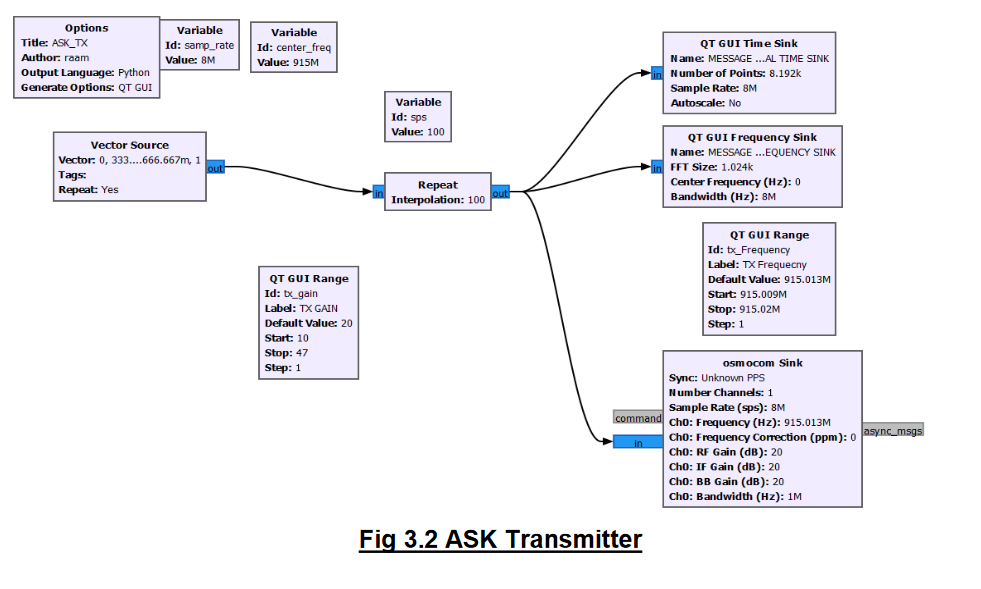 Options
Title: ASK_TX
Author: raam
Output Language: Python
Generate Options: QT GUI
Variable
Id: samp_rate
Value: 8M
Variable
Id: center_freq
Value: 915M
Variable
Id: sps
Value: 100
QT GUI Time Sink
Name: MESSAGE ...AL TIME SINK
Number of Points: 8.192k
Sample Rate: 8M
Autoscale: No
in
Vector Source
Vector: 0, 333....666.667m, 1
Tags:
Repeat: Yes
out
in
Repeat
Interpolation: 100
out
QT GUI Frequency Sink
Name: MESSAGE ...EQUENCY SINK
FFT Size: 1.024k
Center Frequency (Hz): 0
Bandwidth (Hz): 8M
in
QT GUI Range
Id: tx_Frequency
Label: TX Frequecny
Default Value: 915.013M
Start: 915.009M
Stop: 915.02M
Step: 1
QT GUI Range
Id: tx_gain
Label: TX GAIN
Default Value: 20
Start: 10
Stop: 47
Step: 1
osmocom Sink
Sync: Unknown PPS
Number Channels: 1
Sample Rate (sps): 8M
Ch0: Frequency (Hz): 915.013M
Ch0: Frequency Correction (ppm): 0
Ch0: RF Gain (dB): 20
Ch0: IF Gain (dB): 20
Ch0: BB Gain (dB): 20
Ch0: Bandwidth (Hz): 1M
command
in
async_msgs
Fig 3.2 ASK Transmitter